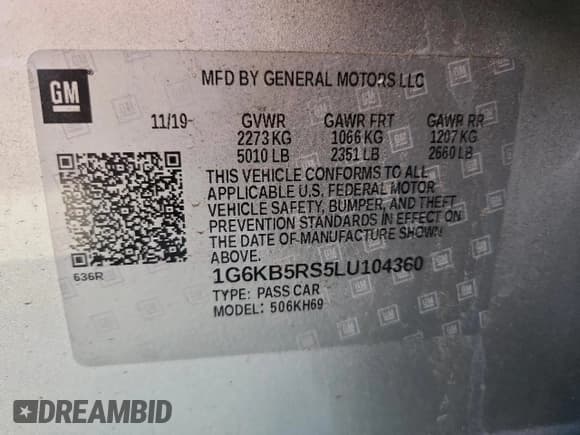 GM
MFD BY GENERAL MOTORS LLC
11/19 GVWR GAWR FRT GAWR RR
2273 KG 1066 KG 1207 KG
5010 LB 2351 LB 2660 LB
THIS VEHICLE CONFORMS TO ALL
APPLICABLE U.S. FEDERAL MOTOR
VEHICLE SAFETY, BUMPER, AND THEFT
PREVENTION STANDARDS IN EFFECT ON
THE DATE OF MANUFACTURE SHOWN
ABOVE.
636R
1G6KB5RS5LU104360
TYPE: PASS CAR
MODEL: 506KH69
DREAMBID